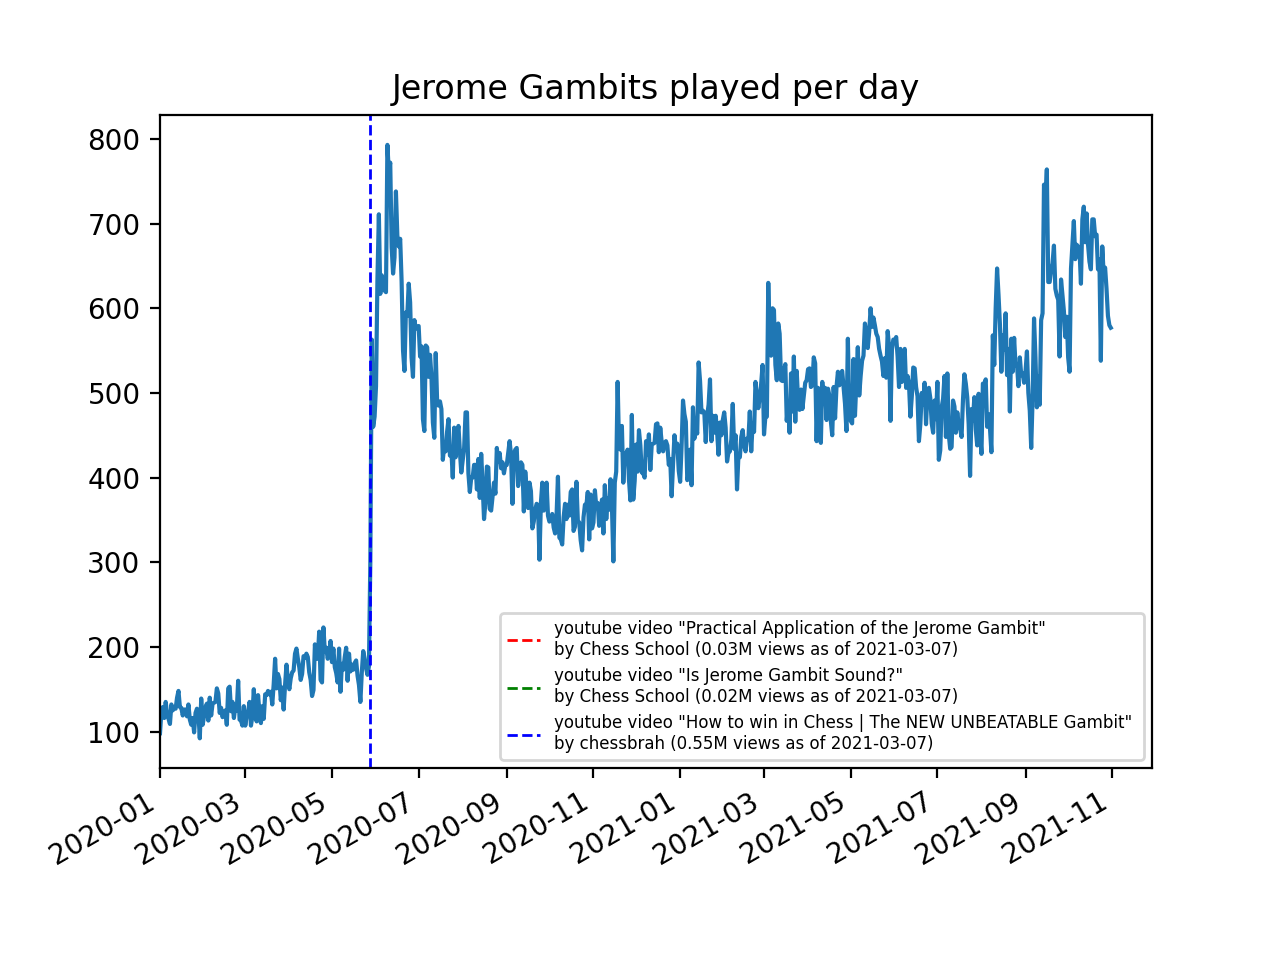 Jerome Gambits played per day
800
700
600
500
400
300
200
100
youtube video "Practical Application of the Jerome Gambit"
by Chess School (0.03M views as of 2021-03-07)
youtube video "Is Jerome Gambit Sound?"
by Chess School (0.02M views as of 2021-03-07)
youtube video "How to win in Chess | The NEW UNBEATABLE Gambit"
by chessbrah (0.55M views as of 2021-03-07)
2020-01
2020-03
2020-05
2020-07
2020-09
2020-11
2021-01
2021-03
2021-05
2021-07
2021-09
2021-11